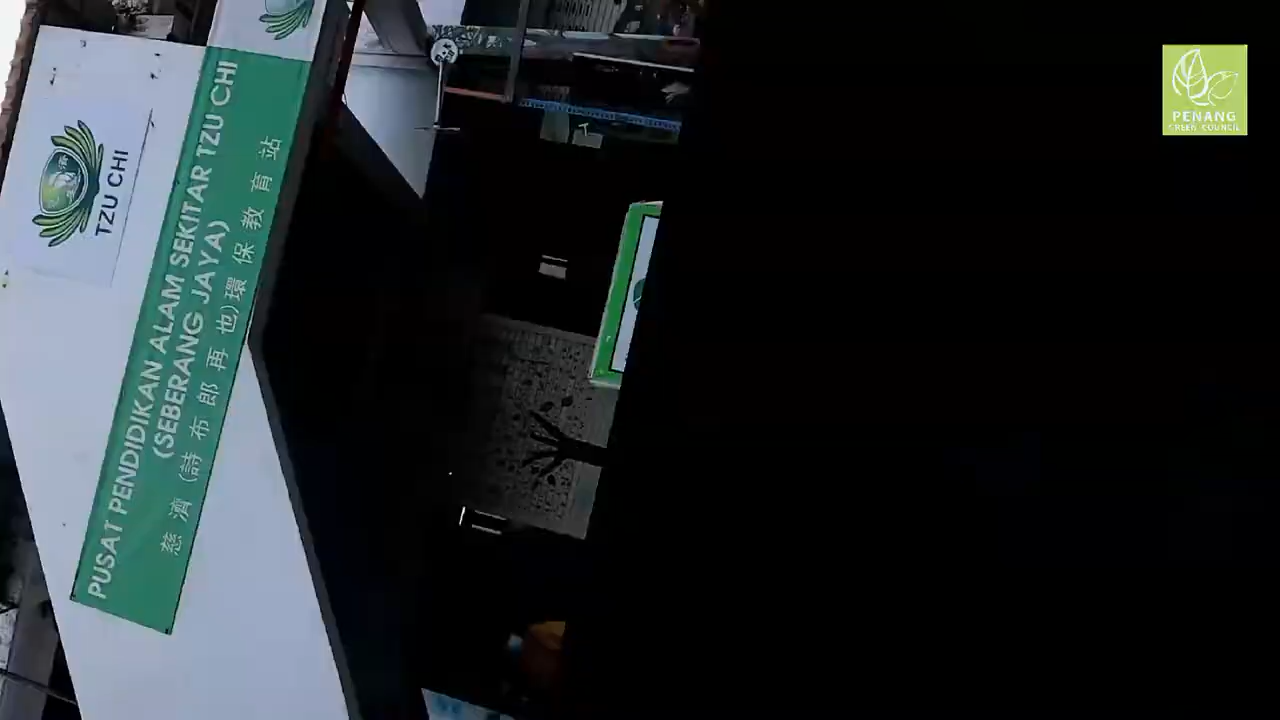 TZU CHI
PUSAT PENDIDIKAN ALAM SEKITAR TZU CHI
(SEBERANG JAYA)
慈濟(詩布郎再也)環保教育站
PENANG
GREEN COUNCIL